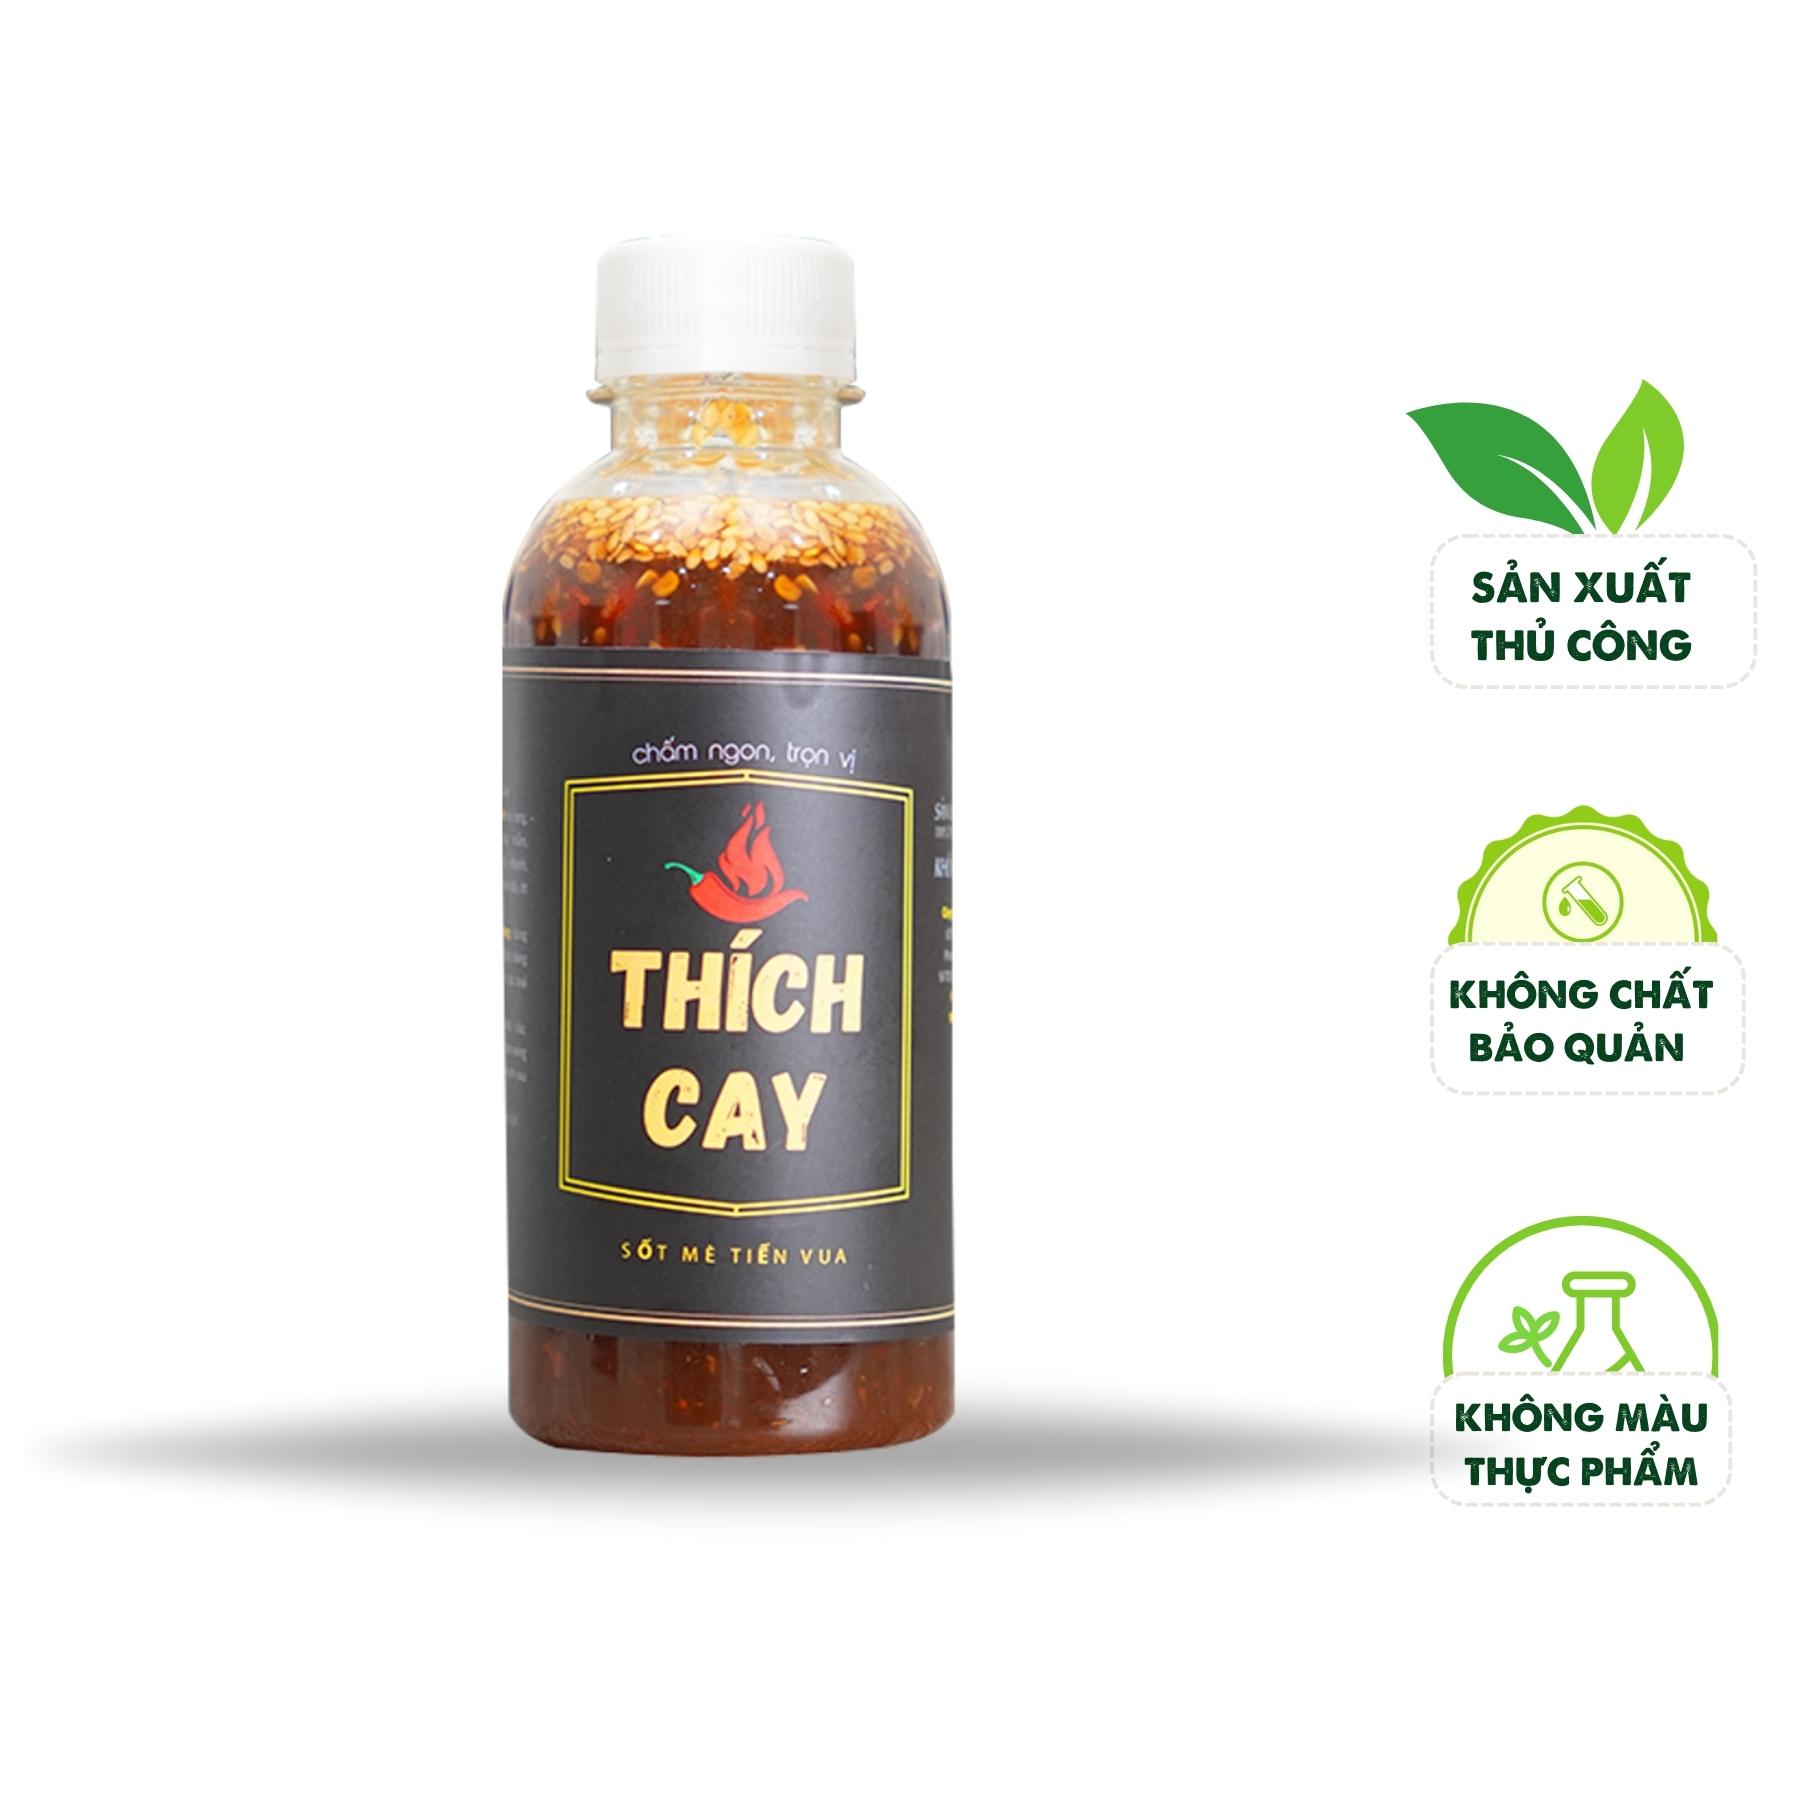 chấm ngon, trọn vị
THÍCH
CAY
SỐT MÈ TIẾN VUA
SẢN XUẤT
THỦ CÔNG
KHÔNG CHẤT
BẢO QUẢN
KHÔNG MÀU
THỰC PHẨM